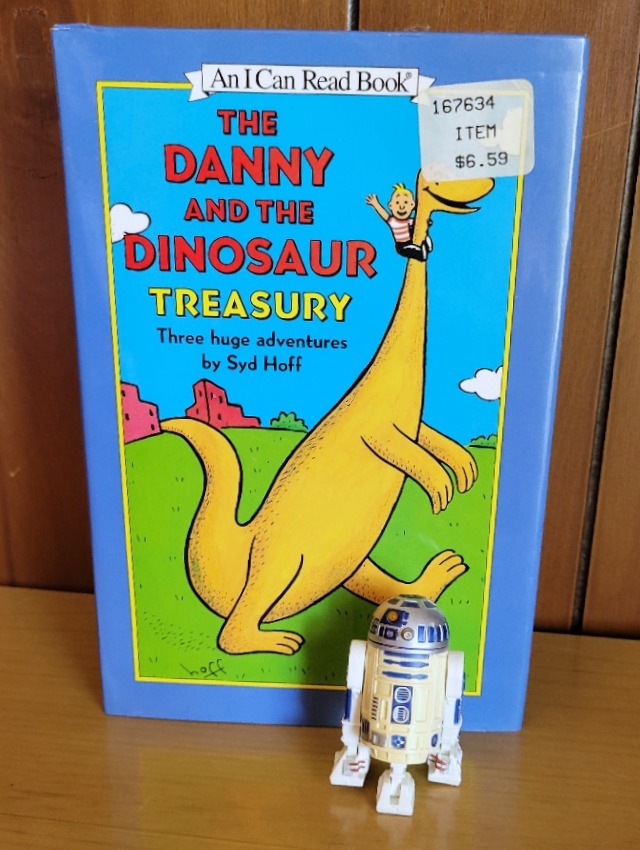 An I Can Read Book®
167634
ITEM
$6.59
THE
DANNY
AND THE
DINOSAUR
TREASURY
Three huge adventures
by Syd Hoff
hoff